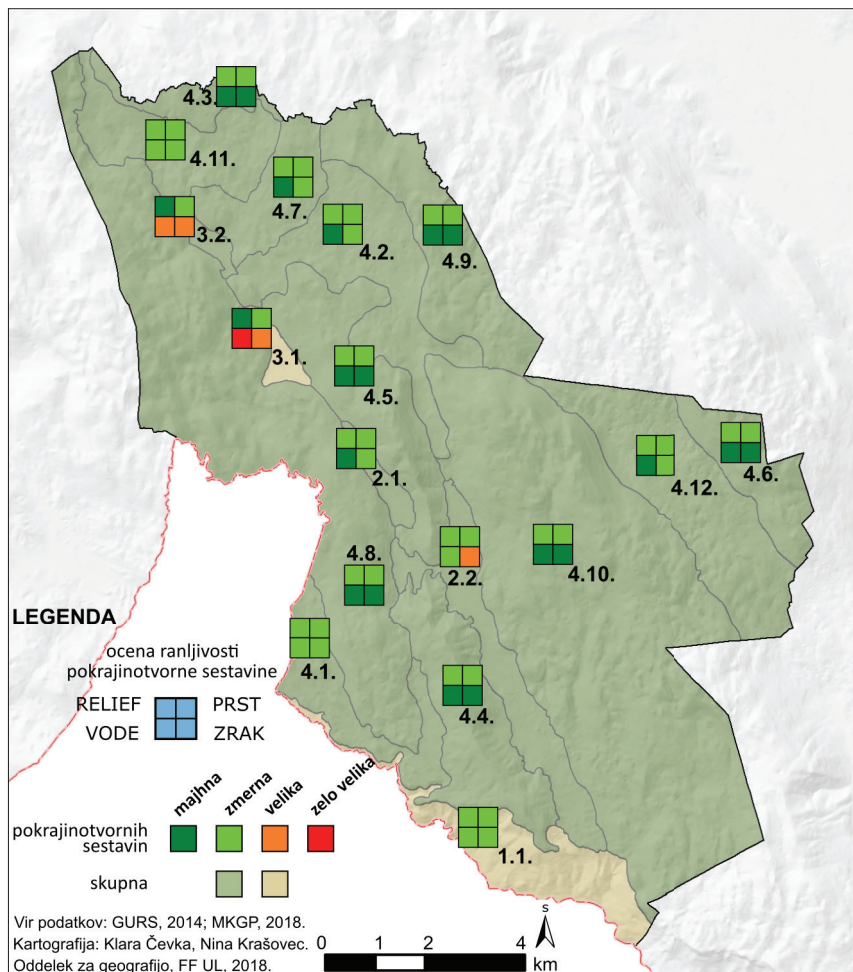 4.3.
4.11.
4.7.
3.2.
4.2.
4.9.
3.1.
4.5.
2.1.
4.12.
4.6.
4.8.
2.2.
4.10.
4.1.
4.4.
1.1.
LEGENDA
ocena ranljivosti
pokrajinotvorne sestavine
RELIEF PRST
VODE ZRAK
majhna zmerna velika zelo velika
pokrajinotvornih
sestavin
skupna
Vir podatkov: GURS, 2014; MKGP, 2018.
Kartografija: Klara Čevka, Nina Krašovec.
Oddelek za geografijo, FF UL, 2018.
S
0 1 2 4
km